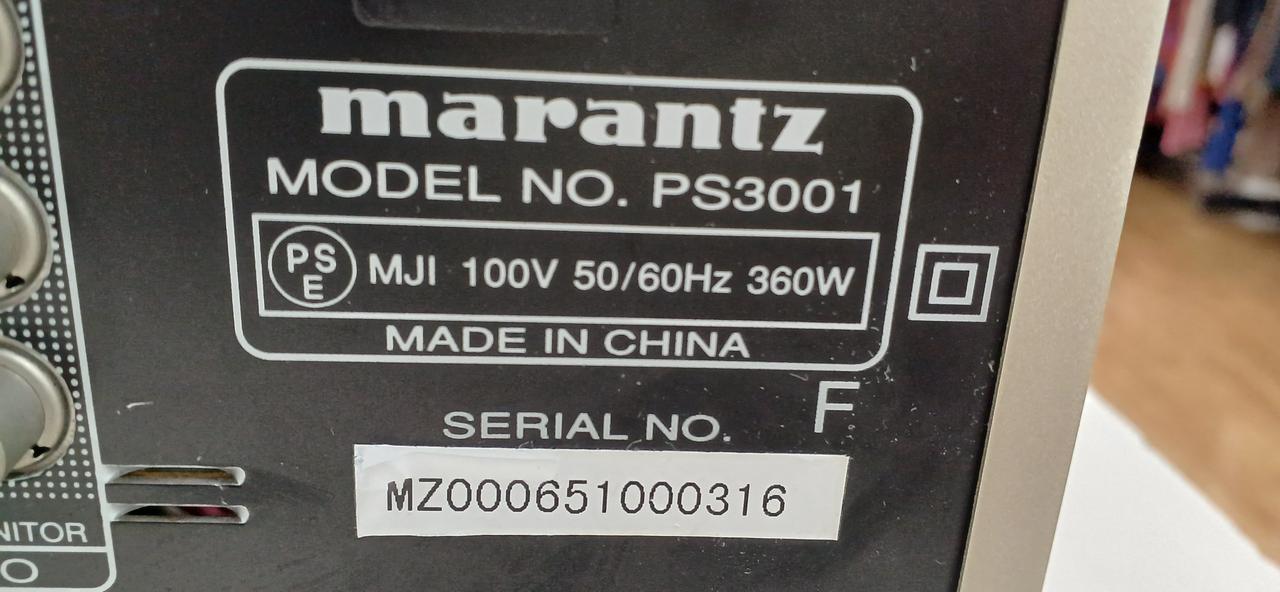 marantz
MODEL NO. PS3001
PSE MJI 100V 50/60Hz 360W
MADE IN CHINA
F
SERIAL NO.
MZ000651000316
NITOR
O